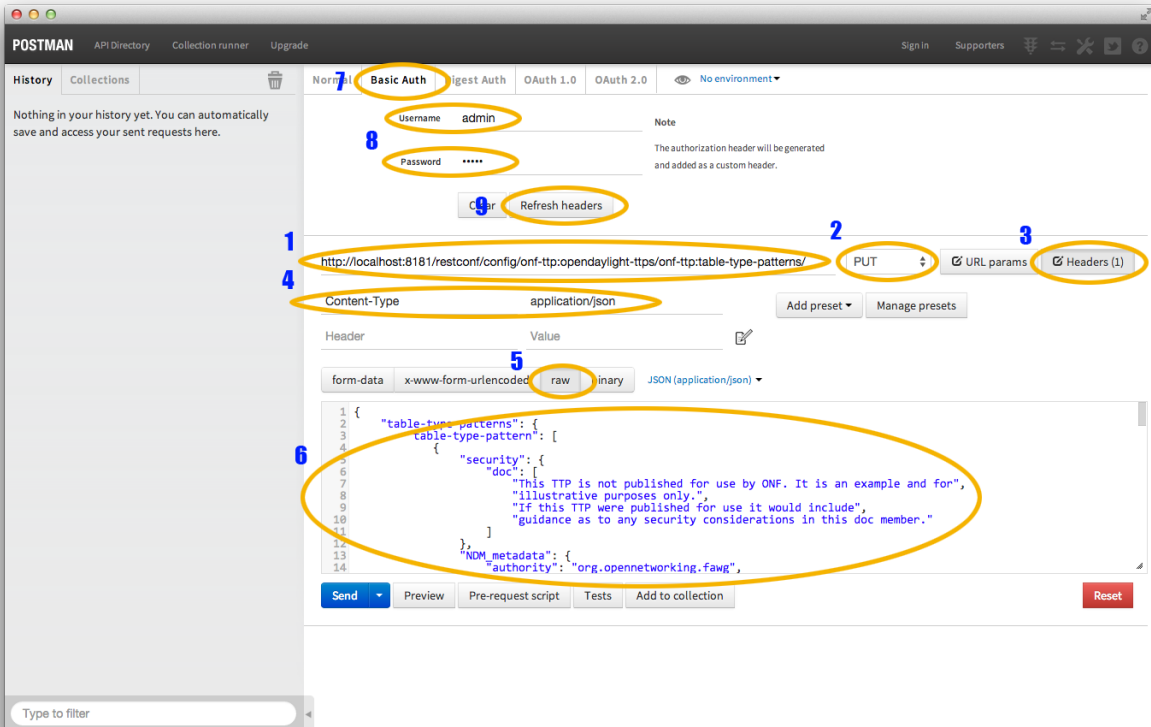 POSTMAN API Directory Collection runner Upgrade Sign in Supporters
History Collections Normal Basic Auth Digest Auth OAuth 1.0 OAuth 2.0 No environment
7
Nothing in your history yet. You can automatically
save and access your sent requests here.
Username admin
Note
8
The authorization header will be generated
and added as a custom header.
Password •••••
Clear 9 Refresh headers
1
2
3
http://localhost:8181/restconf/config/onf-ttp:opendaylight-ttps/onf-ttp:table-type-patterns/ PUT URL params Headers (1)
4
Content-Type application/json Add preset Manage presets
Header Value
5
form-data x-www-form-urlencoded raw binary JSON (application/json)
6
1 {
2 "table-type-patterns": {
3 "table-type-pattern": [
4 {
5 "security": {
6 "doc": [
7 "This TTP is not published for use by ONF. It is an example and for",
8 "illustrative purposes only.",
9 "If this TTP were published for use it would include",
10 "guidance as to any security considerations in this doc member."
11 ]
12 },
13 "NDM_metadata": {
14 "authority": "org.opennetworking.fawg",
Send Preview Pre-request script Tests Add to collection Reset
Type to filter